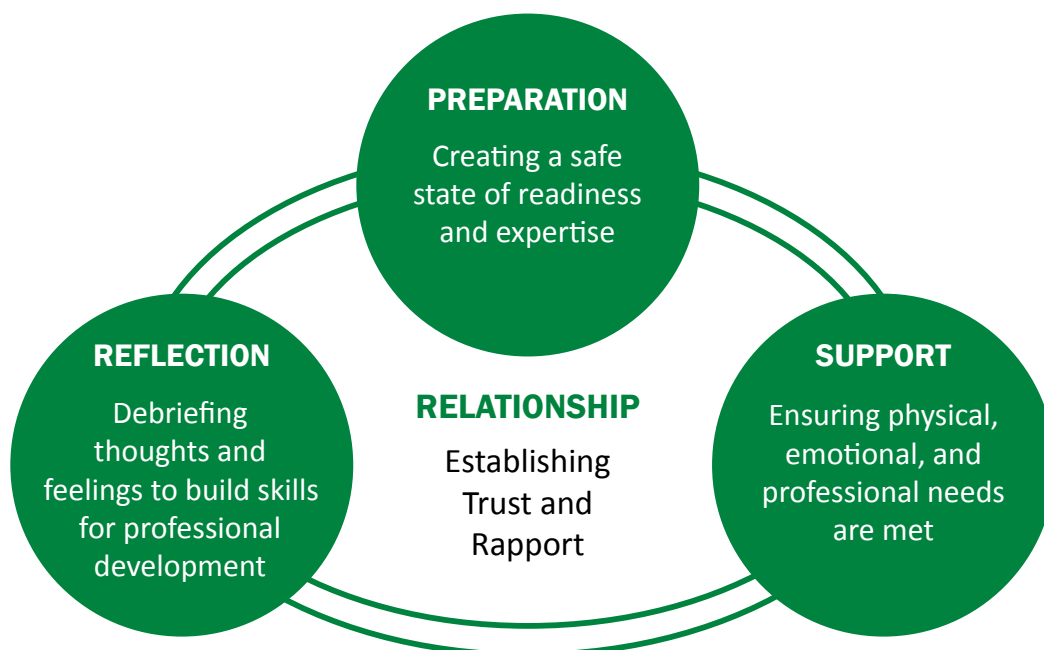 PREPARATION
Creating a safe
state of readiness
and expertise
REFLECTION
Debriefing
thoughts and
feelings to build skills
for professional
development
RELATIONSHIP
Establishing
Trust and
Rapport
SUPPORT
Ensuring physical,
emotional, and
professional needs
are met